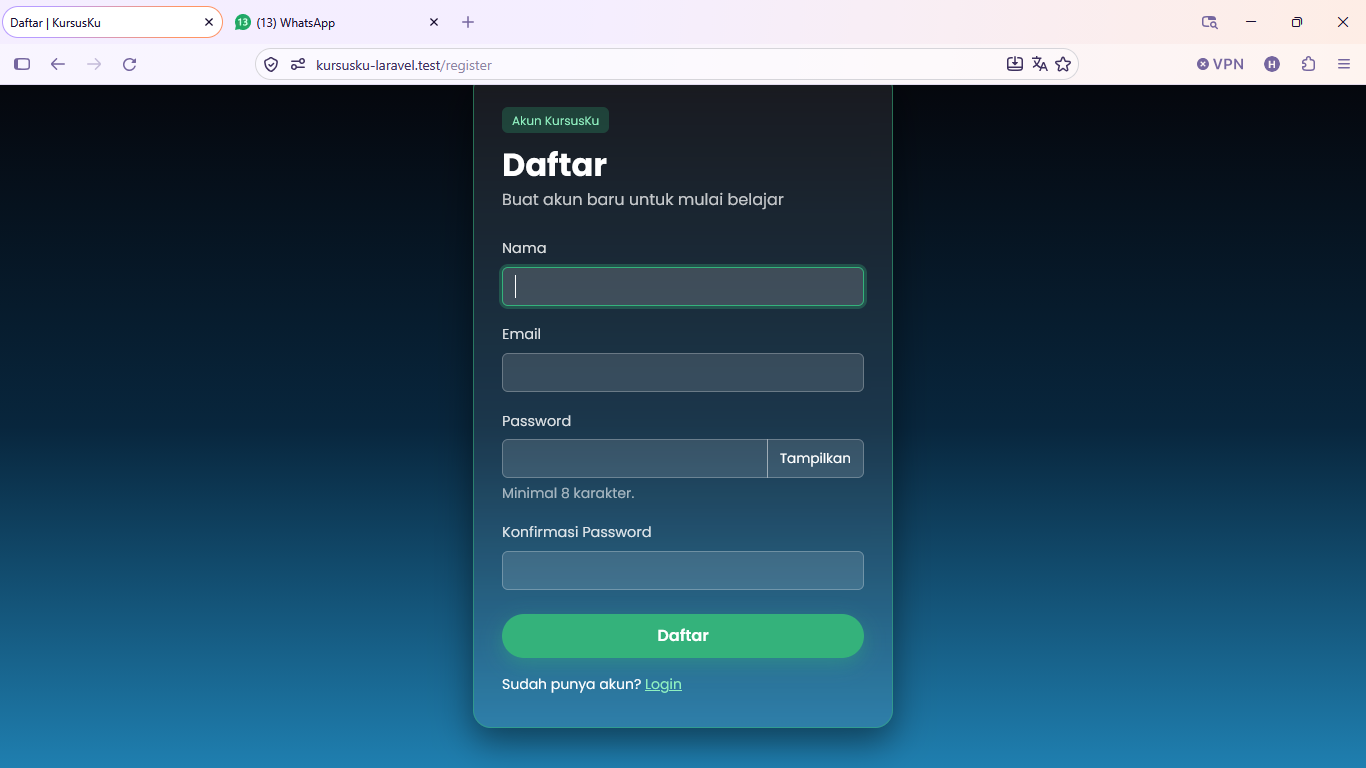 Daftar | KursusKu
13
(13) WhatsApp
kursusku-laravel.test/register
VPN
H
Akun KursusKu
Daftar
Buat akun baru untuk mulai belajar
Nama
Email
Password
Tampilkan
Minimal 8 karakter.
Konfirmasi Password
Daftar
Sudah punya akun? Login